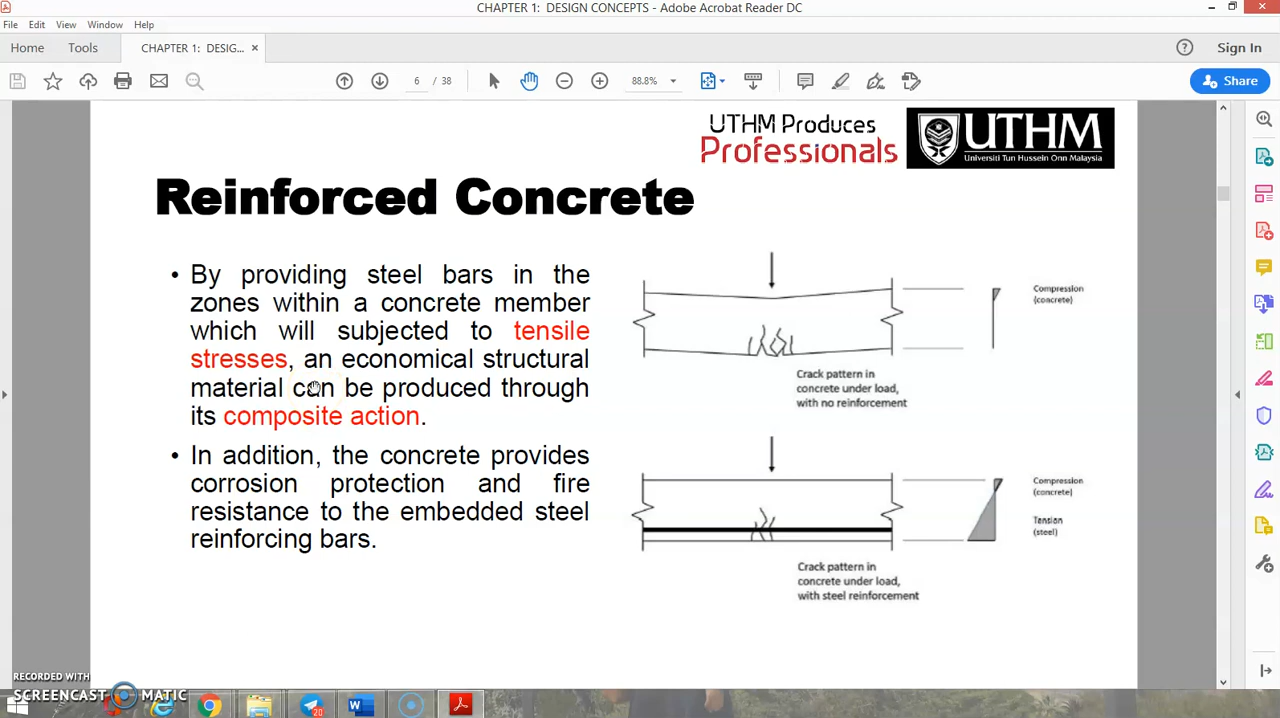 CHAPTER 1: DESIGN CONCEPTS - Adobe Acrobat Reader DC
File Edit View Window Help
Home Tools CHAPTER 1: DESIG... × Sign In
6 / 38 88.8% Share
UTHM Produces
Professionals
UTHM
Universiti Tun Hussein Onn Malaysia
Reinforced Concrete
• By providing steel bars in the
zones within a concrete member
which will subjected to tensile
stresses, an economical structural
material can be produced through
its composite action.
• In addition, the concrete provides
corrosion protection and fire
resistance to the embedded steel
reinforcing bars.
Compression
(concrete)
Crack pattern in
concrete under load,
with no reinforcement
Compression
(concrete)
Tension
(steel)
Crack pattern in
concrete under load,
with steel reinforcement
RECORDED WITH
SCREENCAST MATIC
20